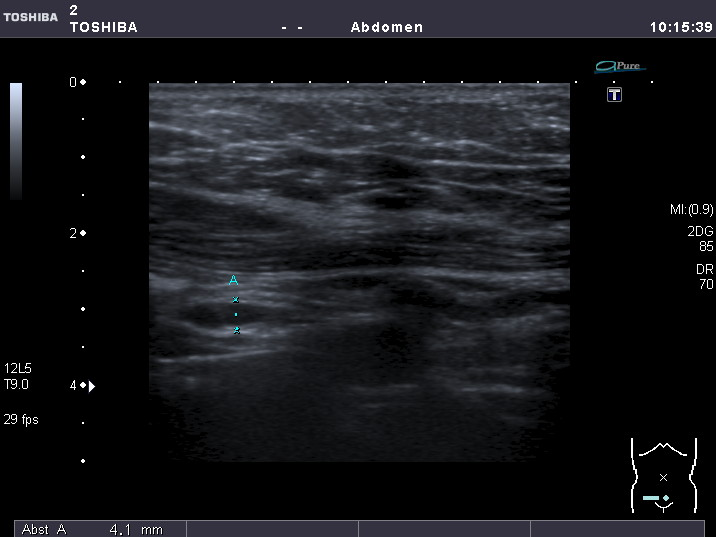 TOSHIBA
2
TOSHIBA - - Abdomen 10:15:39
0
Pure
T
A
2
4
MI:(0.9)
2DG
85
DR
70
12L5
T9.0
29 fps
Abst A 4.1 mm